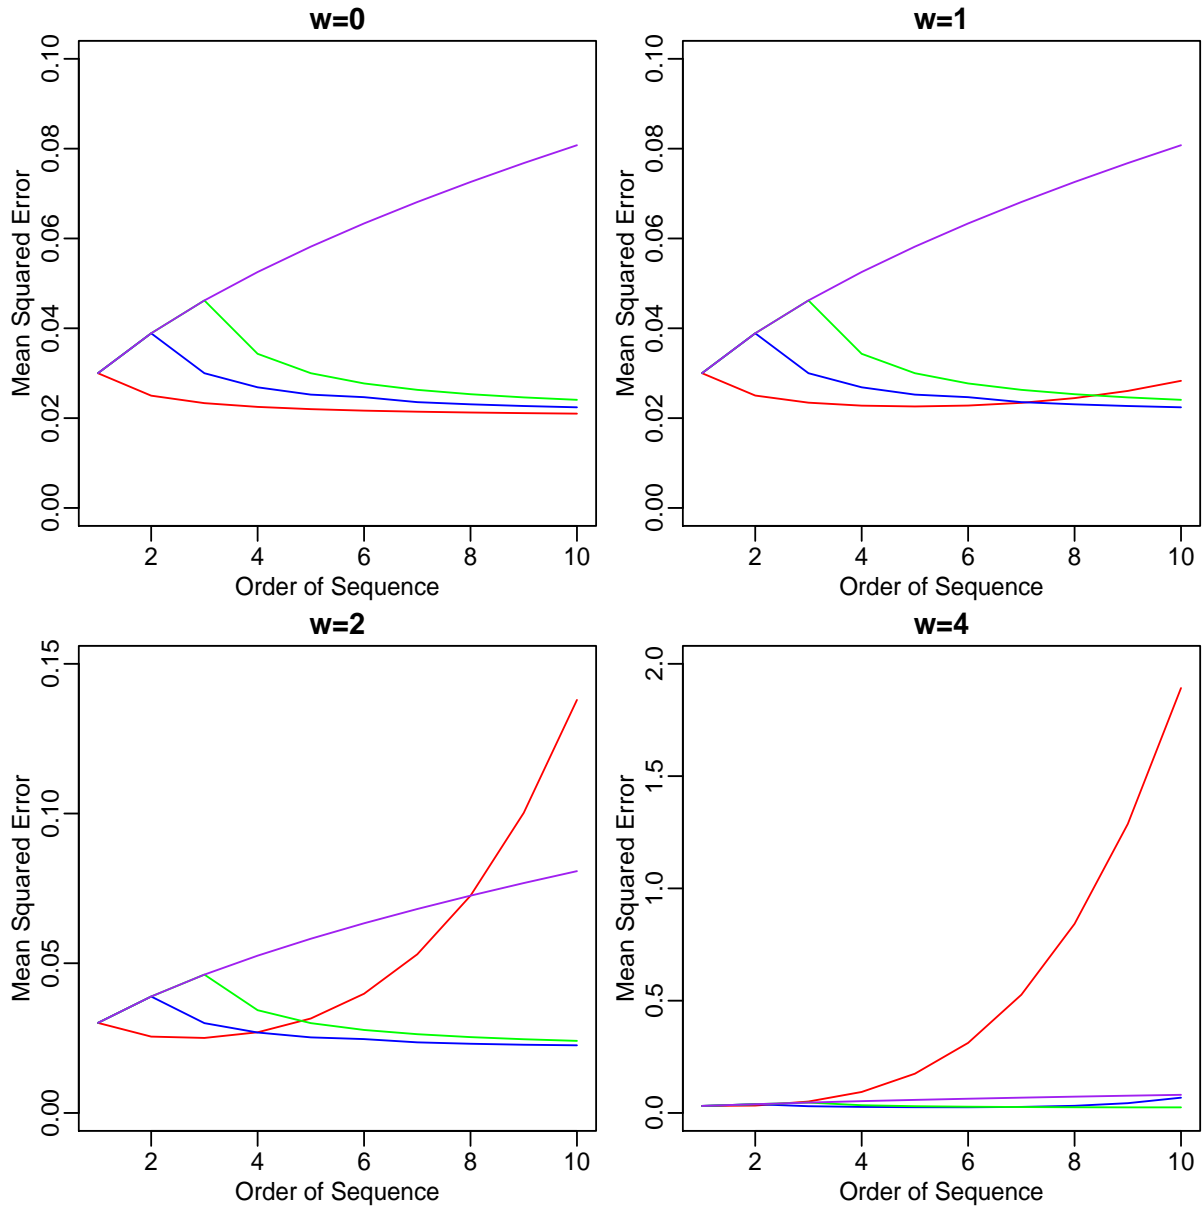 w=0
Mean Squared Error
0.00 0.02 0.04 0.06 0.08 0.10
2 4 6 8 10
Order of Sequence
w=1
Mean Squared Error
0.00 0.02 0.04 0.06 0.08 0.10
2 4 6 8 10
Order of Sequence
w=2
Mean Squared Error
0.00 0.05 0.10 0.15
2 4 6 8 10
Order of Sequence
w=4
Mean Squared Error
0.0 0.5 1.0 1.5 2.0
2 4 6 8 10
Order of Sequence